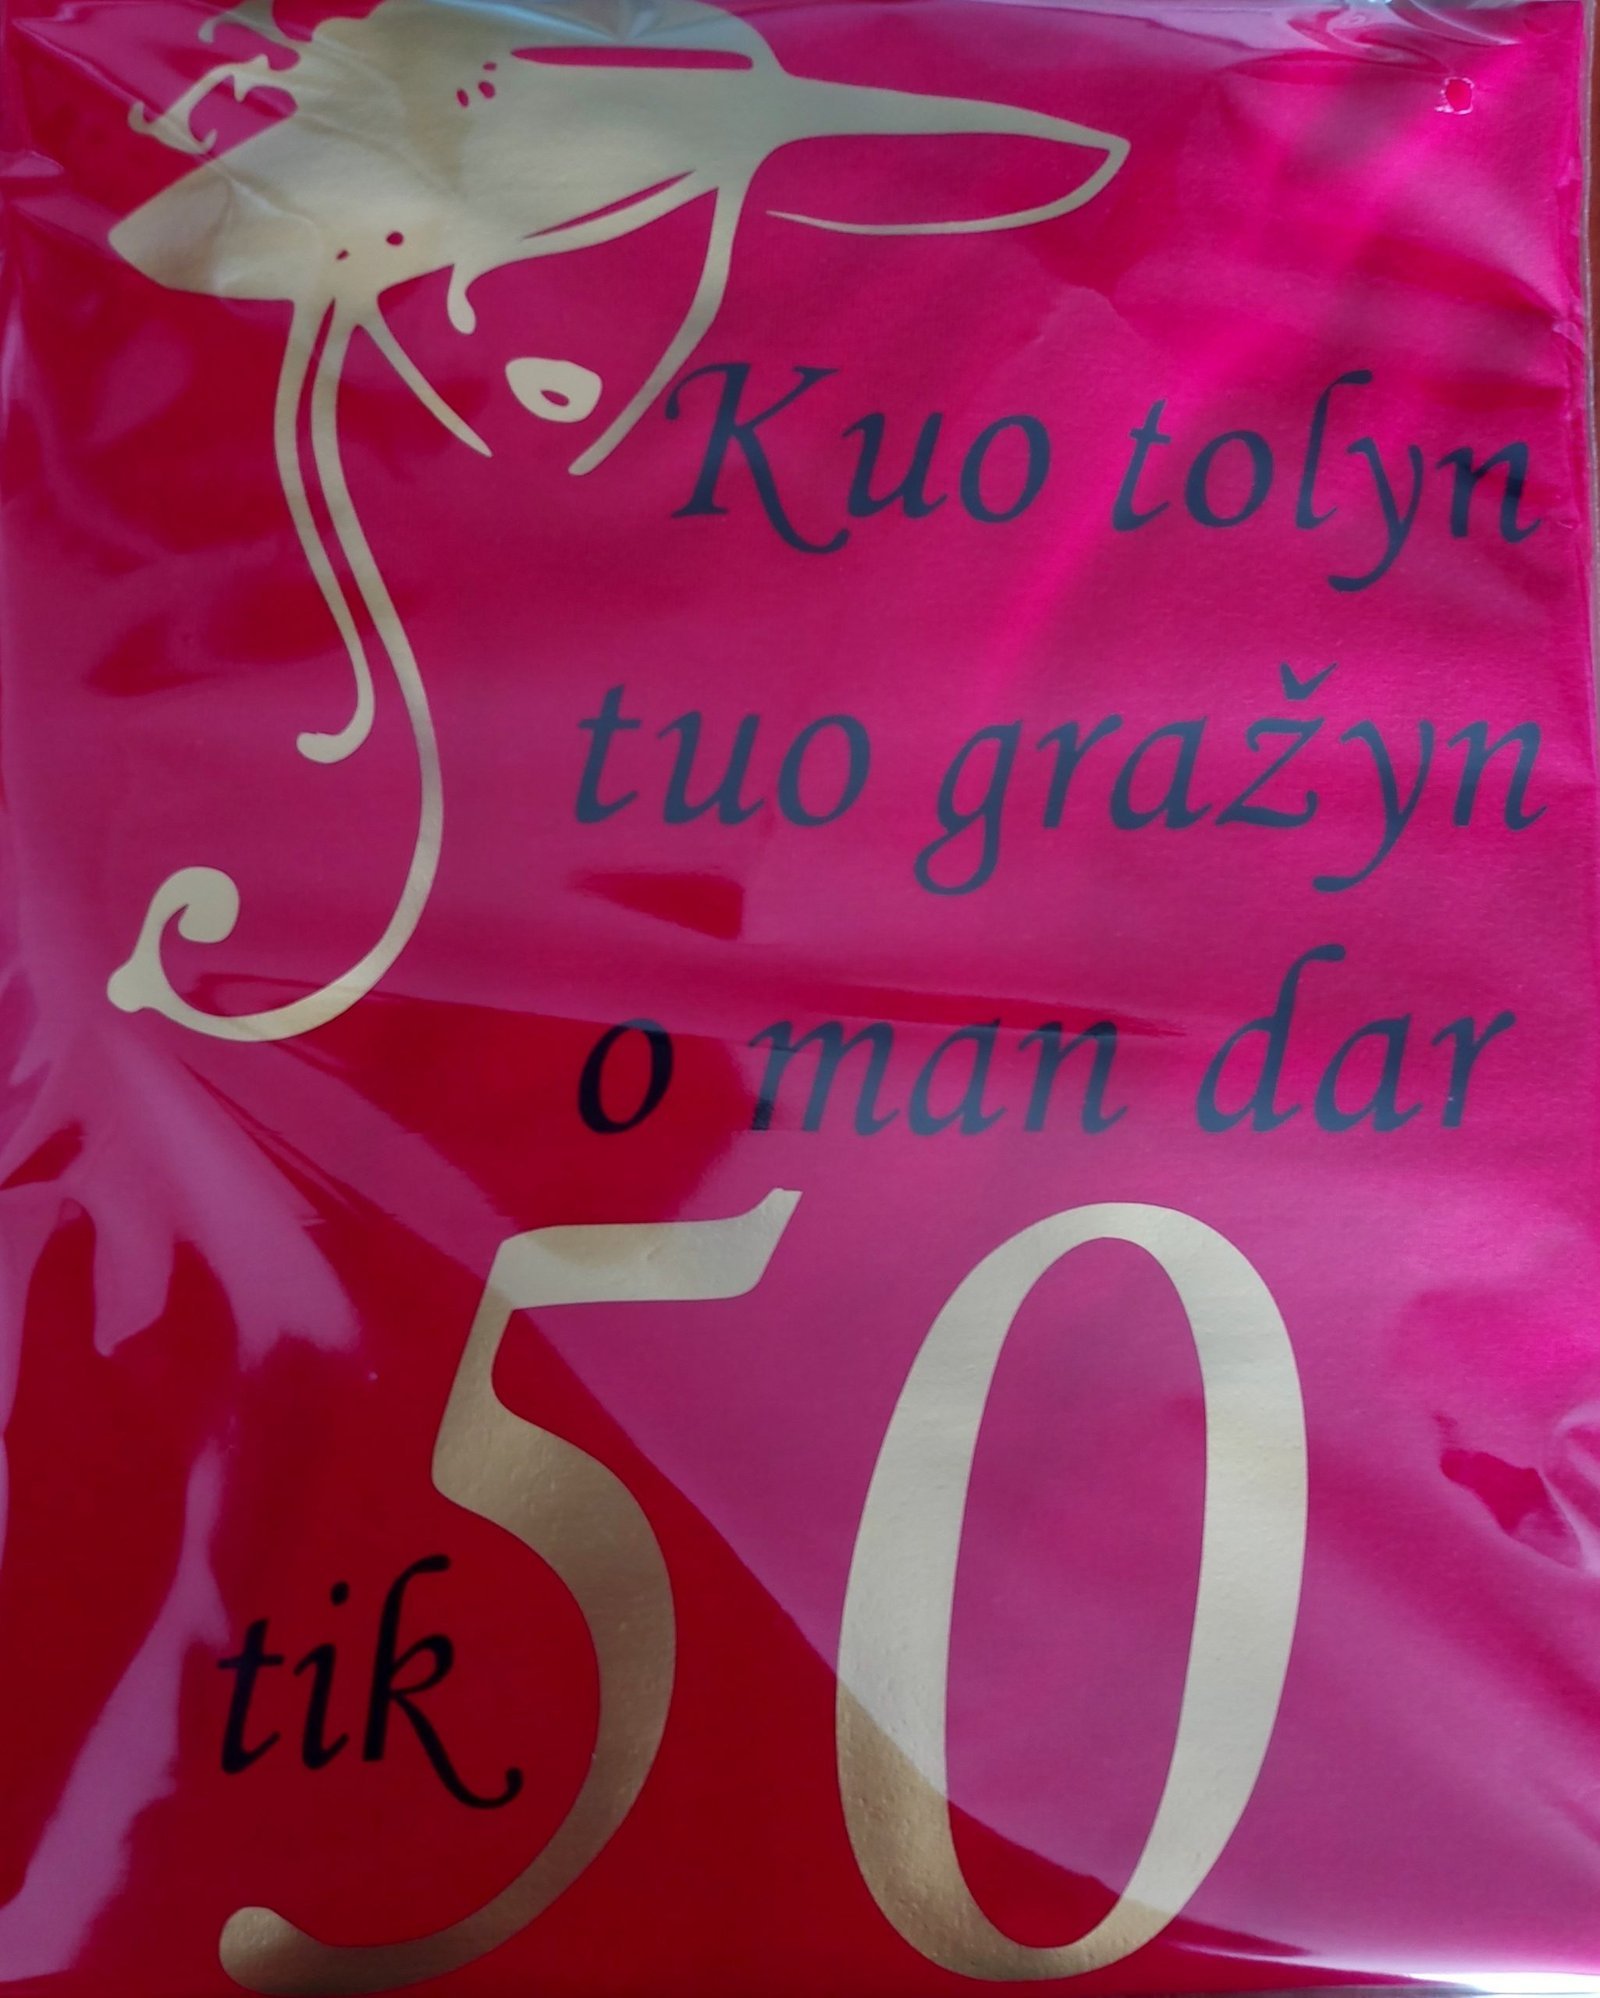 Kuo tolyn
tuo gražyn
o man dar
tik 50